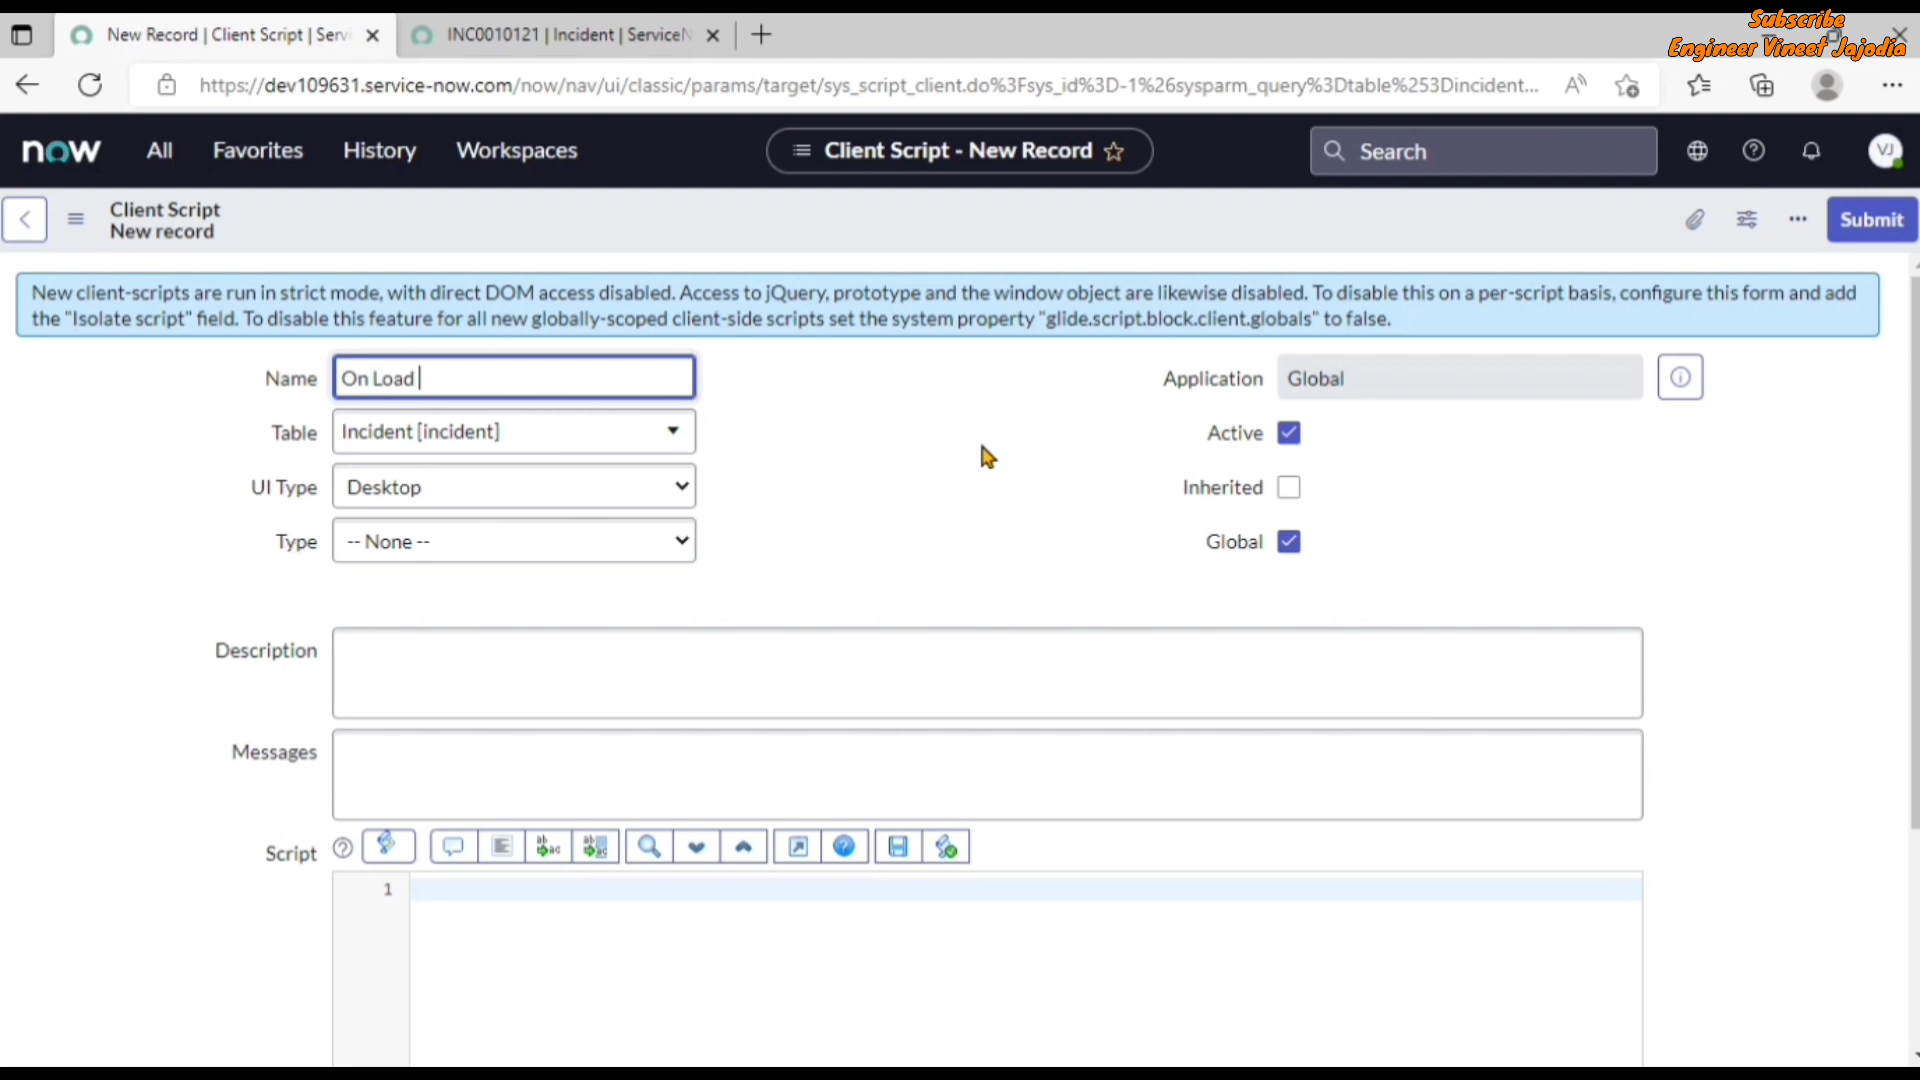 Subscribe
Engineer Vineet Jajodia
New Record | Client Script | Servi
INC0010121 | Incident | ServiceN
https://dev109631.service-now.com/now/nav/ui/classic/params/target/sys_script_client.do%3Fsys_id%3D-1%26sysparm_query%3Dtable%253Dincident...
now All Favorites History Workspaces Client Script - New Record Search VJ
Client Script
New record
Submit
New client-scripts are run in strict mode, with direct DOM access disabled. Access to jQuery, prototype and the window object are likewise disabled. To disable this on a per-script basis, configure this form and add
the "Isolate script" field. To disable this feature for all new globally-scoped client-side scripts set the system property "glide.script.block.client.globals" to false.
Name On Load
Application Global
Table Incident [incident]
Active
UI Type Desktop
Inherited
Type -- None --
Global
Description
Messages
Script
1